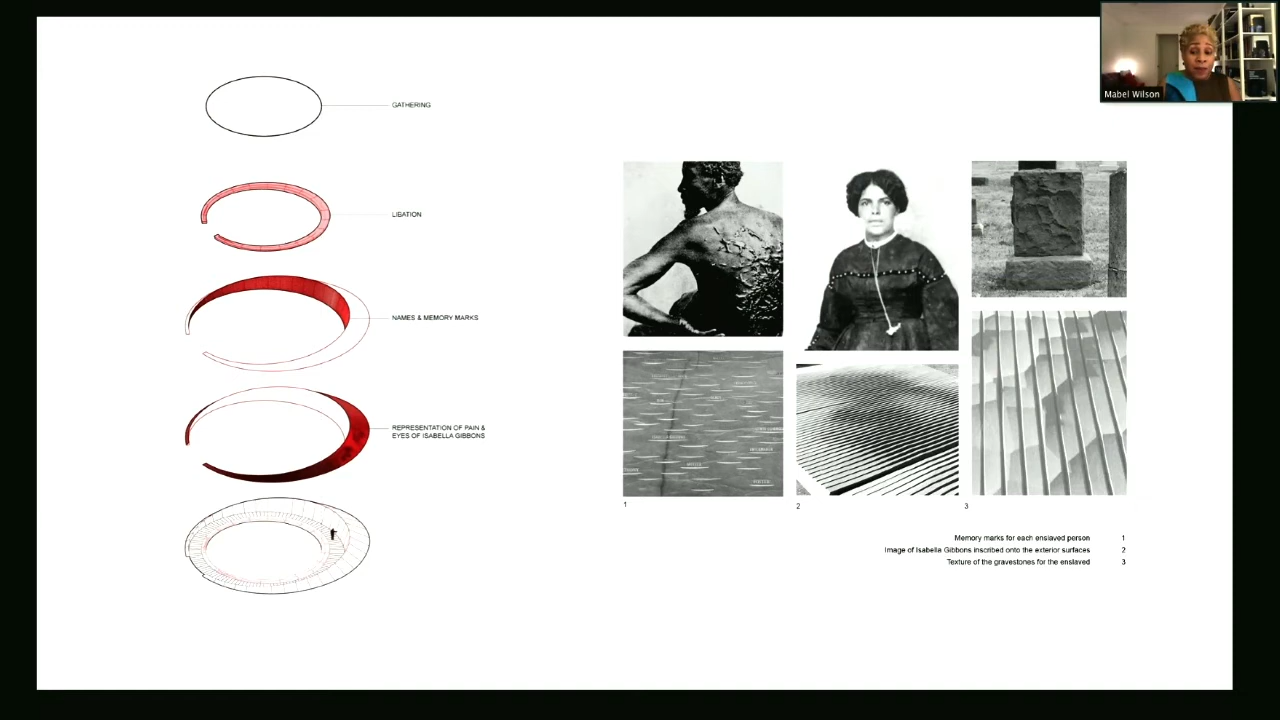 Mabel Wilson
GATHERING
LIBATION
NAMES & MEMORY MARKS
REPRESENTATION OF PAIN &
EYES OF ISABELLA GIBBONS
1
2
3
Memory marks for each enslaved person 1
Image of Isabella Gibbons inscribed onto the exterior surfaces 2
Texture of the gravestones for the enslaved 3